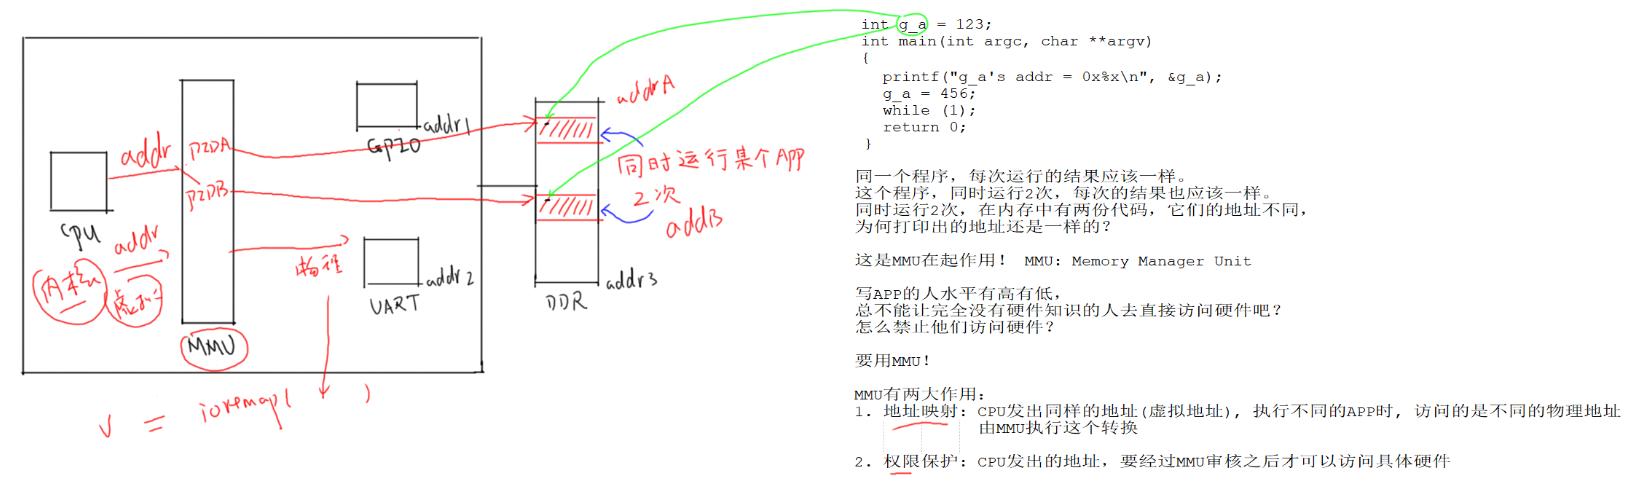 addr
PIDA
PIDB
CPU
addr
内核
虚拟
MMU
GPIO
addr1
物理
UART
addr2
DDR
addrA
同时运行某个APP
2次
addB
addr3
v = ioremap( )
int g_a = 123;
int main(int argc, char **argv)
{
printf("g_a's addr = 0x%x\n", &g_a);
g_a = 456;
while (1);
return 0;
}
同一个程序，每次运行的结果应该一样。
这个程序，同时运行2次，每次的结果也应该一样。
同时运行2次，在内存中有两份代码，它们的地址不同，
为何打印出的地址还是一样的？
这是MMU在起作用！ MMU: Memory Manager Unit
写APP的人水平有高有低，
总不能让完全没有硬件知识的人去直接访问硬件吧？
怎么禁止他们访问硬件？
要用MMU！
MMU有两大作用：
1. 地址映射：CPU发出同样的地址(虚拟地址)，执行不同的APP时，访问的是不同的物理地址
由MMU执行这个转换
2. 权限保护：CPU发出的地址，要经过MMU审核之后才可以访问具体硬件